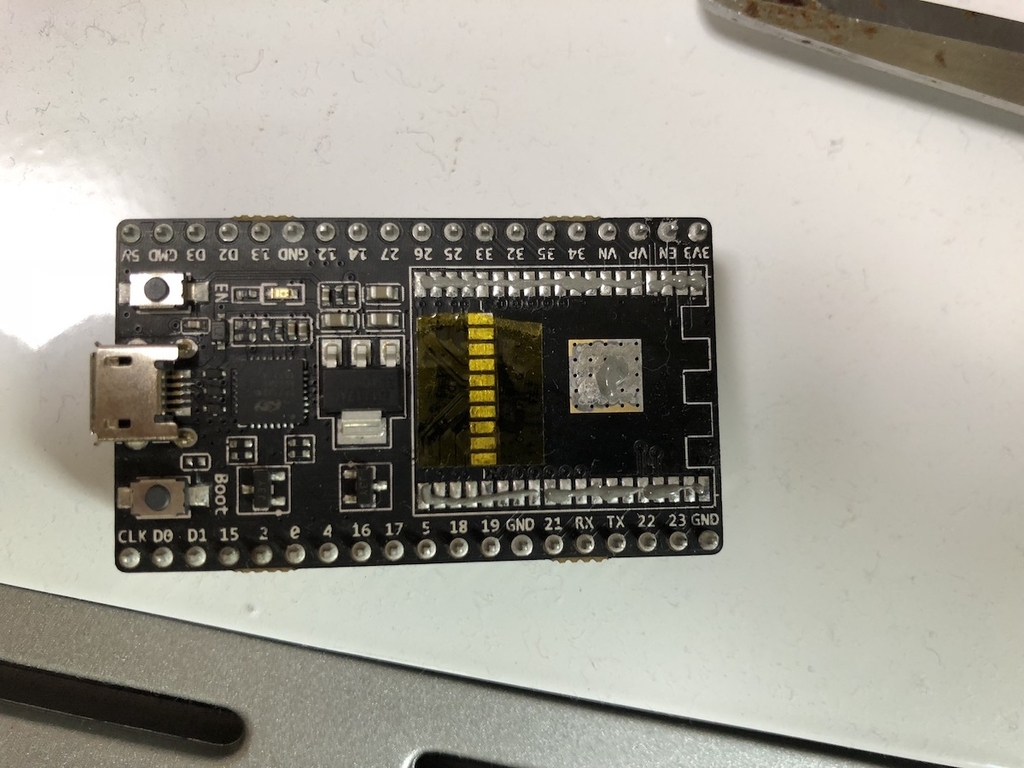 3V3 EN VP VN 34 35 32 33 25 26 27 14 12 GND 13 D2 D3 CMD 5V
EN
Boot
CLK D0 D1 15 2 0 4 16 17 5 18 19 GND 21 RX TX 22 23 GND